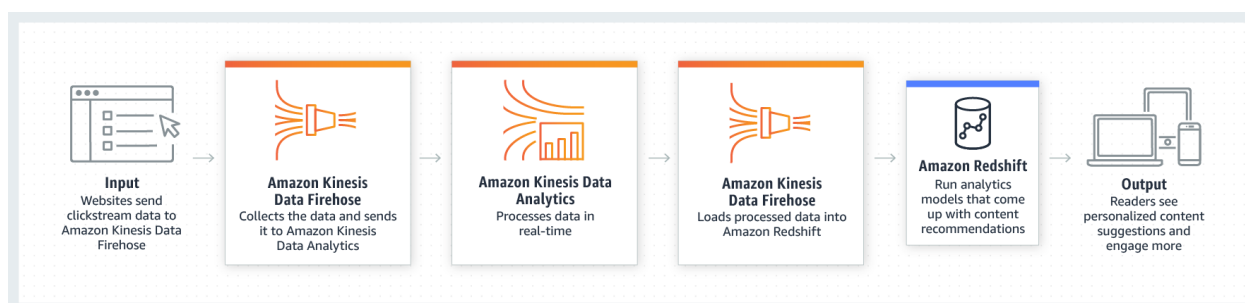 Input
Websites send
clickstream data to
Amazon Kinesis Data
Firehose
Amazon Kinesis
Data Firehose
Collects the data and sends
it to Amazon Kinesis
Data Analytics
Amazon Kinesis Data
Analytics
Processes data in
real-time
Amazon Kinesis
Data Firehose
Loads processed data into
Amazon Redshift
Amazon Redshift
Run analytics
models that come
up with content
recommendations
Output
Readers see
personalized content
suggestions and
engage more